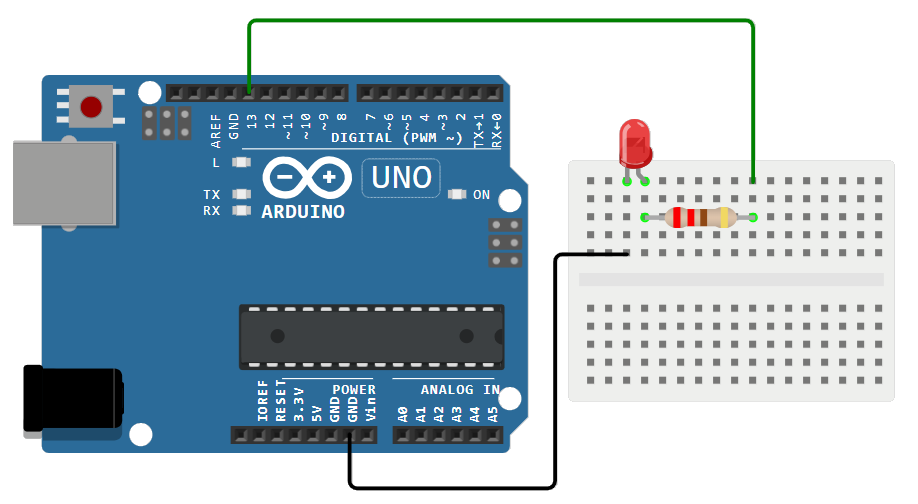 AREF
GND
13
12
~11
~10
~9
8
7
~6
~5
~4
~3
2
TX→1
RX←0
DIGITAL (PWM ~)
L
TX
RX
ARDUINO
UNO
ON
POWER
ANALOG IN
IOREF
RESET
3.3V
5V
GND
GND
Vin
A0
A1
A2
A3
A4
A5